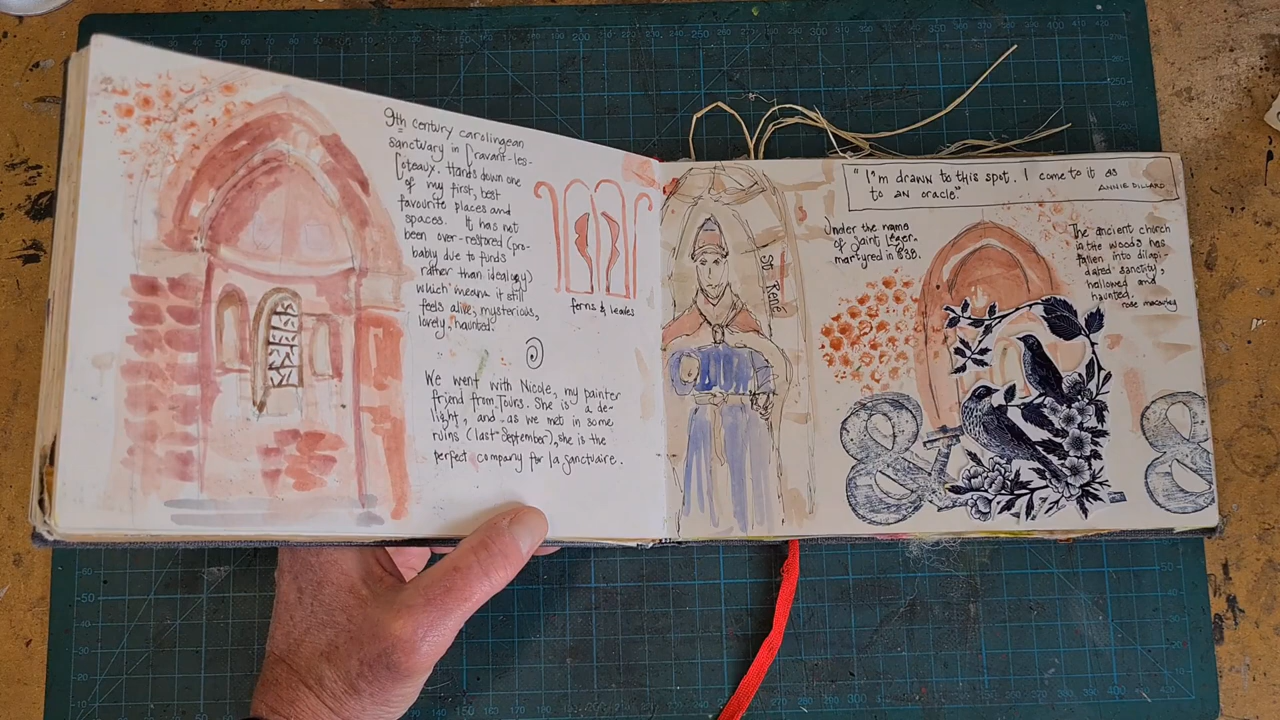 9th century carolingean
sanctuary in Cravant-les-
Côteaux. Hands down one
of my first, best
favourite places and
spaces. It has not
been over-restored (pro-
bably due to funds
rather than idealogy)
which means it still
feels alive, mysterious,
lovely, haunted.
ferns & leaves
We went with Nicole, my painter
friend from Tours. She is a de-
light, and as we met in some
ruins (last September), she is the
perfect company for la sanctuaire.
St. Rene
"I'm drawn to this spot. I come to it as
to an oracle."
ANNIE DILLARD
Under the name
of Saint Léger.
martyred in 838.
The ancient church
in the woods has
fallen into dilapi-
dated sanctity,
hallowed and
haunted.
rose macauley
&
&